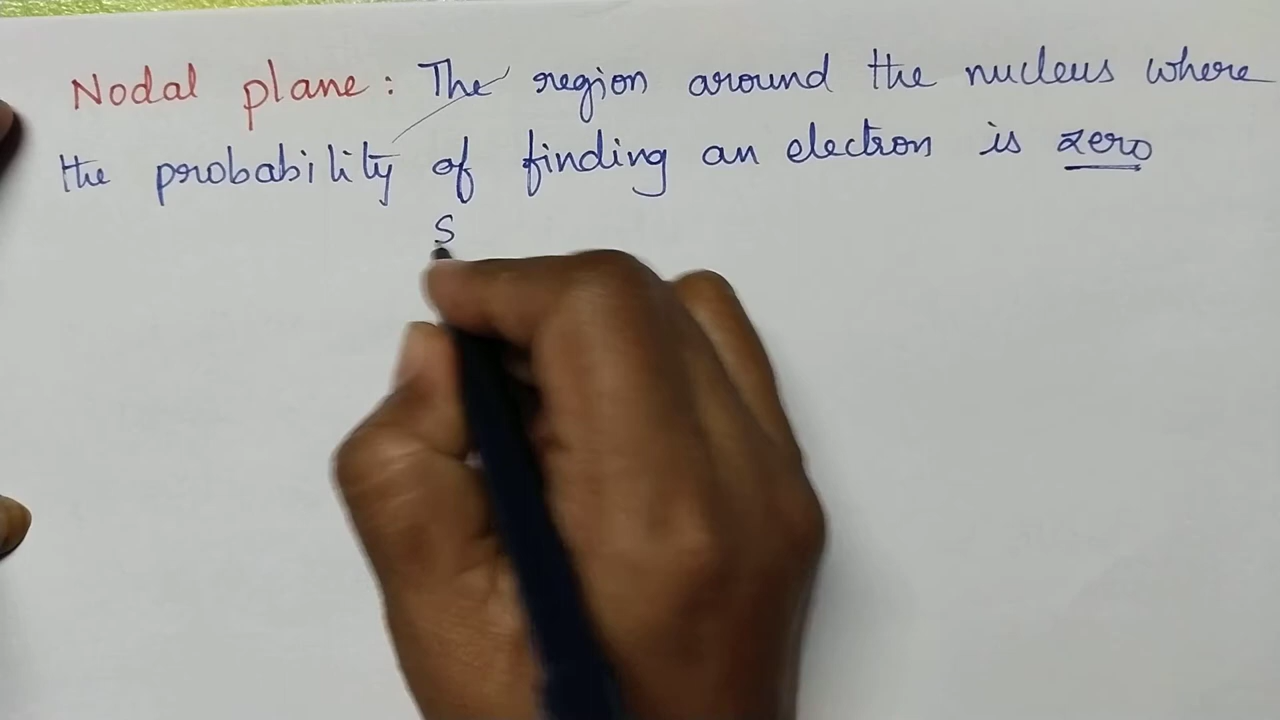 Nodal plane: The region around the nucleus where
the probability of finding an electron is zero
S